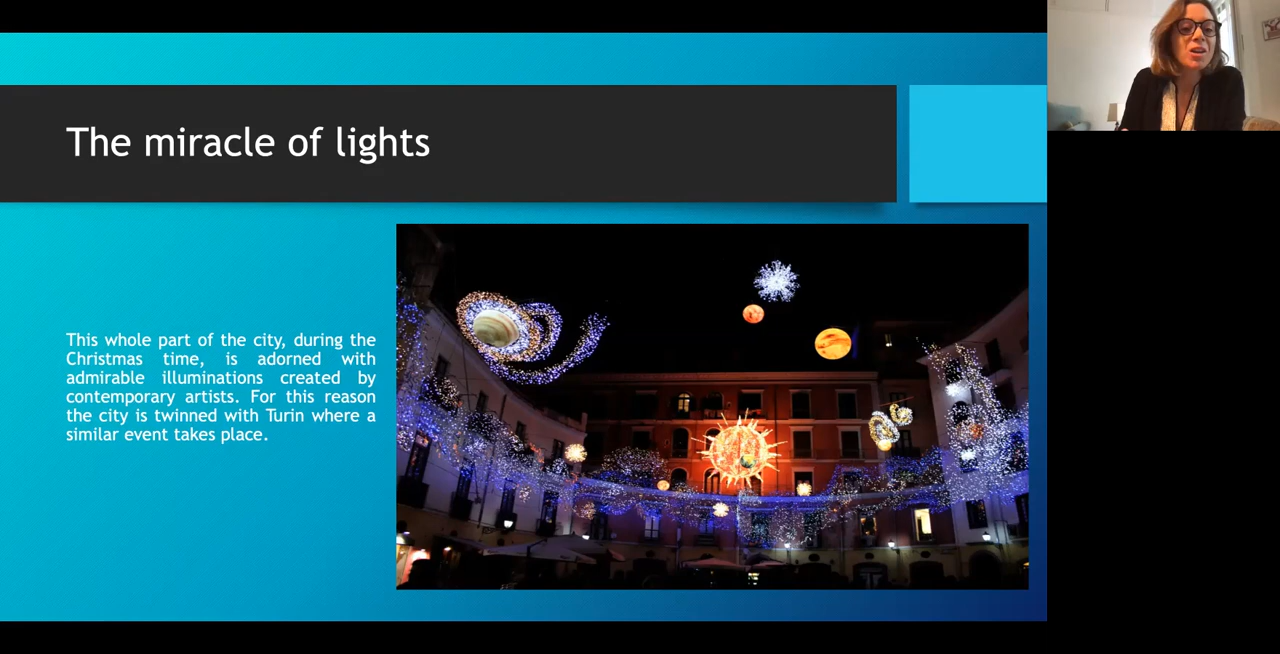 The miracle of lights
This whole part of the city, during the
Christmas time, is adorned with
admirable illuminations created by
contemporary artists. For this reason
the city is twinned with Turin where a
similar event takes place.